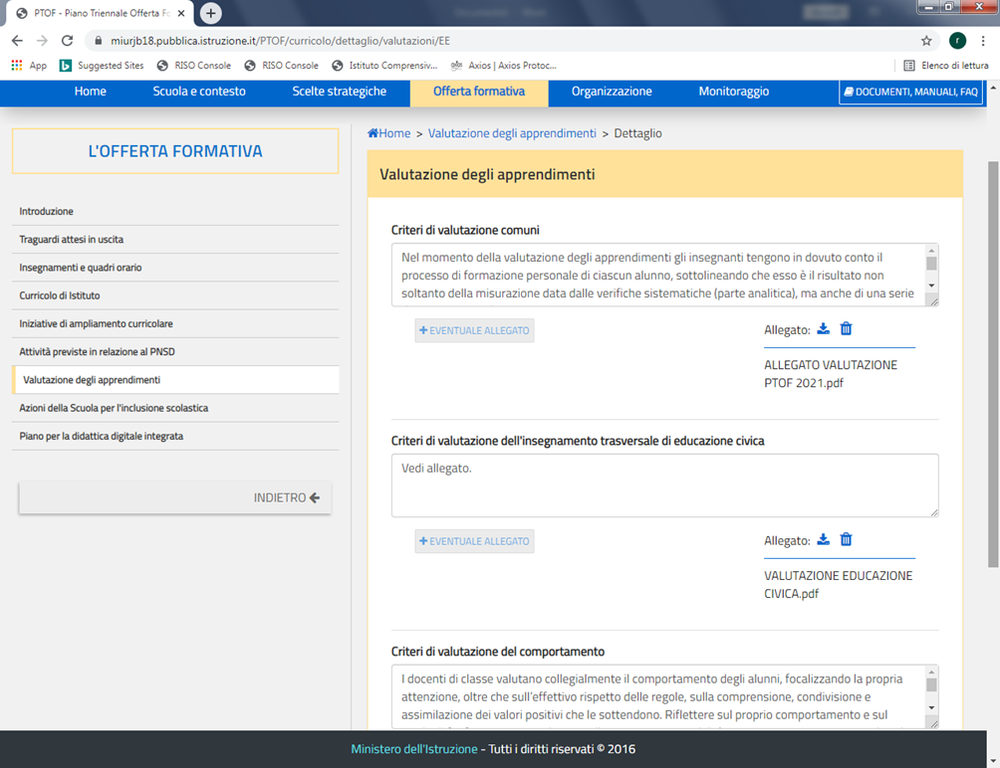 PTOF - Piano Triennale Offerta Fo
miurjb18.pubblica.istruzione.it/PTOF/curricolo/dettaglio/valutazioni/EE
r
App Suggested Sites RISO Console RISO Console Istituto Comprensiv... Axios | Axios Protoc... Elenco di lettura
Home Scuola e contesto Scelte strategiche Offerta formativa Organizzazione Monitoraggio DOCUMENTI, MANUALI, FAQ
L'OFFERTA FORMATIVA
Introduzione
Traguardi attesi in uscita
Insegnamenti e quadri orario
Curricolo di Istituto
Iniziative di ampliamento curricolare
Attività previste in relazione al PNSD
Valutazione degli apprendimenti
Azioni della Scuola per l'inclusione scolastica
Piano per la didattica digitale integrata
INDIETRO
Home > Valutazione degli apprendimenti > Dettaglio
Valutazione degli apprendimenti
Criteri di valutazione comuni
Nel momento della valutazione degli apprendimenti gli insegnanti tengono in dovuto conto il
processo di formazione personale di ciascun alunno, sottolineando che esso è il risultato non
soltanto della misurazione data dalle verifiche sistematiche (parte analitica), ma anche di una serie
+ EVENTUALE ALLEGATO
Allegato:
ALLEGATO VALUTAZIONE
PTOF 2021.pdf
Criteri di valutazione dell'insegnamento trasversale di educazione civica
Vedi allegato.
+ EVENTUALE ALLEGATO
Allegato:
VALUTAZIONE EDUCAZIONE
CIVICA.pdf
Criteri di valutazione del comportamento
I docenti di classe valutano collegialmente il comportamento degli alunni, focalizzando la propria
attenzione, oltre che sull'effettivo rispetto delle regole, sulla comprensione, condivisione e
assimilazione dei valori positivi che le sottendono. Riflettere sul proprio comportamento e sul
Ministero dell'Istruzione - Tutti i diritti riservati © 2016